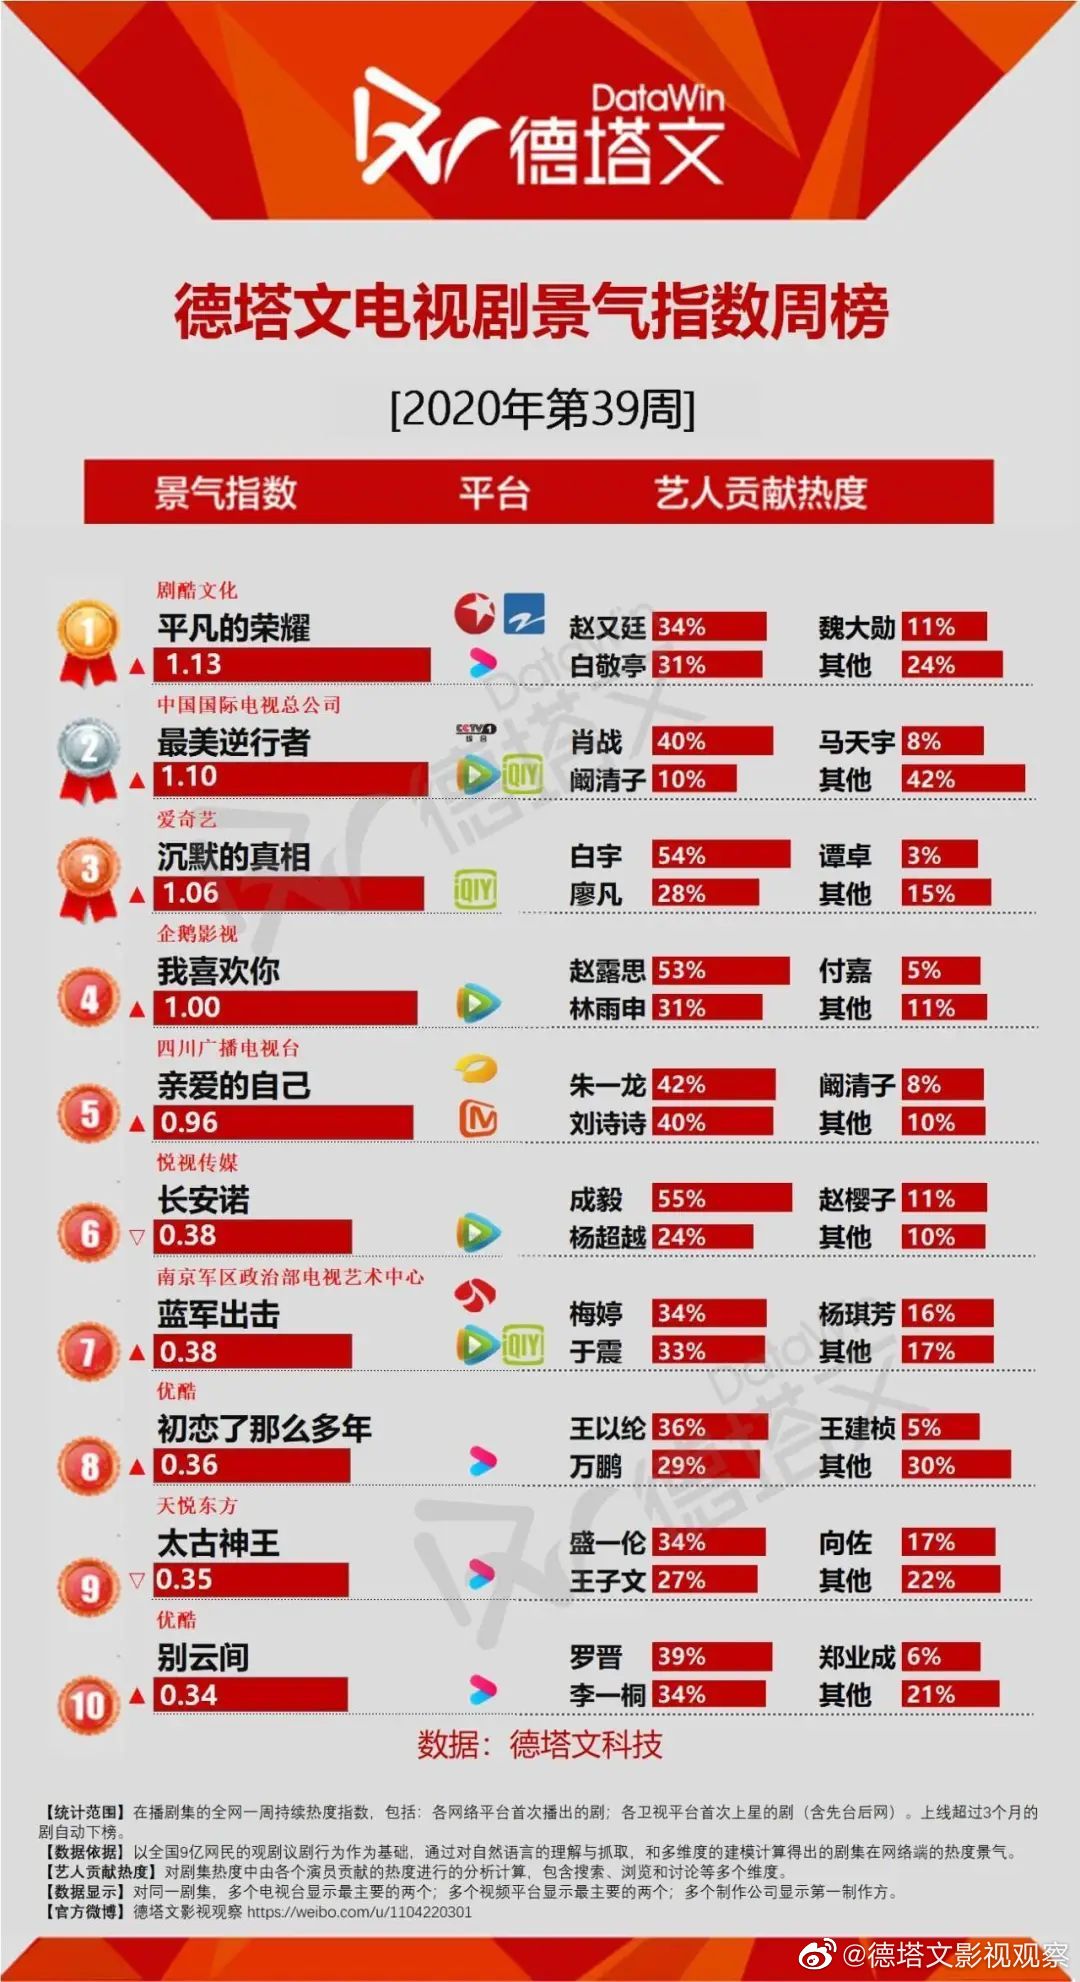 DataWin
德塔文
德塔文电视剧景气指数周榜
[2020年第39周]
景气指数 平台 艺人贡献热度
剧酷文化
1 平凡的荣耀 赵又廷 34% 魏大勋 11%
▲ 1.13 白敬亭 31% 其他 24%
中国国际电视总公司
2 最美逆行者 CCTV1 综合 肖战 40% 马天宇 8%
▲ 1.10 iQIY 阚清子 10% 其他 42%
爱奇艺
3 沉默的真相 白宇 54% 谭卓 3%
▲ 1.06 iQIY 廖凡 28% 其他 15%
企鹅影视
4 我喜欢你 赵露思 53% 付嘉 5%
▲ 1.00 林雨申 31% 其他 11%
四川广播电视台
5 亲爱的自己 朱一龙 42% 阚清子 8%
▲ 0.96 刘诗诗 40% 其他 10%
悦视传媒
6 长安诺 成毅 55% 赵樱子 11%
▽ 0.38 杨超越 24% 其他 10%
南京军区政治部电视艺术中心
7 蓝军出击 梅婷 34% 杨琪芳 16%
▲ 0.38 iQIY 于震 33% 其他 17%
优酷
8 初恋了那么多年 王以纶 36% 王建桢 5%
▲ 0.36 万鹏 29% 其他 30%
天悦东方
9 太古神王 盛一伦 34% 向佐 17%
▽ 0.35 王子文 27% 其他 22%
优酷
10 别云间 罗晋 39% 郑业成 6%
▲ 0.34 李一桐 34% 其他 21%
数据：德塔文科技
【统计范围】在播剧集的全网一周持续热度指数，包括：各网络平台首次播出的剧；各卫视平台首次上星的剧（含先台后网）。上线超过3个月的
剧自动下榜。
【数据依据】以全国9亿网民的观剧议剧行为作为基础，通过对自然语言的理解与抓取，和多维度的建模计算得出的剧集在网络端的热度景气。
【艺人贡献热度】对剧集热度中由各个演员贡献的热度进行的分析计算，包含搜索、浏览和讨论等多个维度。
【数据显示】对同一剧集，多个电视台显示最主要的两个；多个视频平台显示最主要的两个；多个制作公司显示第一制作方。
【官方微博】德塔文影视观察 https://weibo.com/u/1104220301
@德塔文影视观察